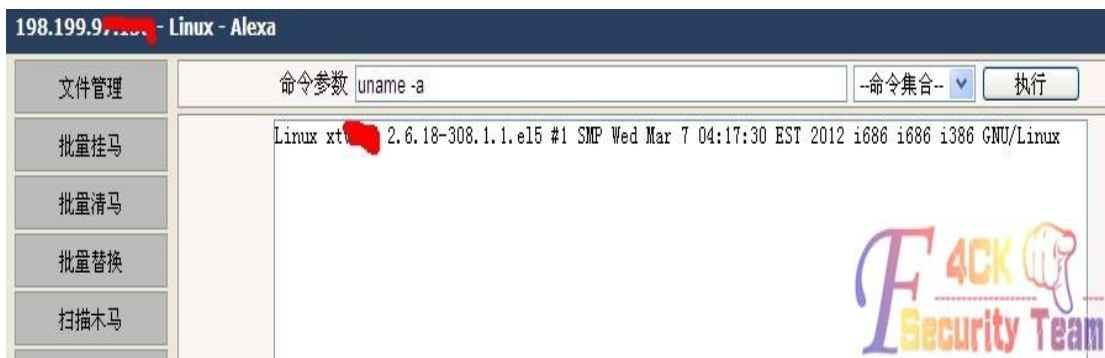 198.199.9 - Linux - Alexa
文件管理
命令参数 uname -a --命令集合-- 执行
批量挂马
Linux xt 2.6.18-308.1.1.el5 #1 SMP Wed Mar 7 04:17:30 EST 2012 i686 i686 i386 GNU/Linux
批量清马
批量替换
扫描木马
F4CK
Security Team